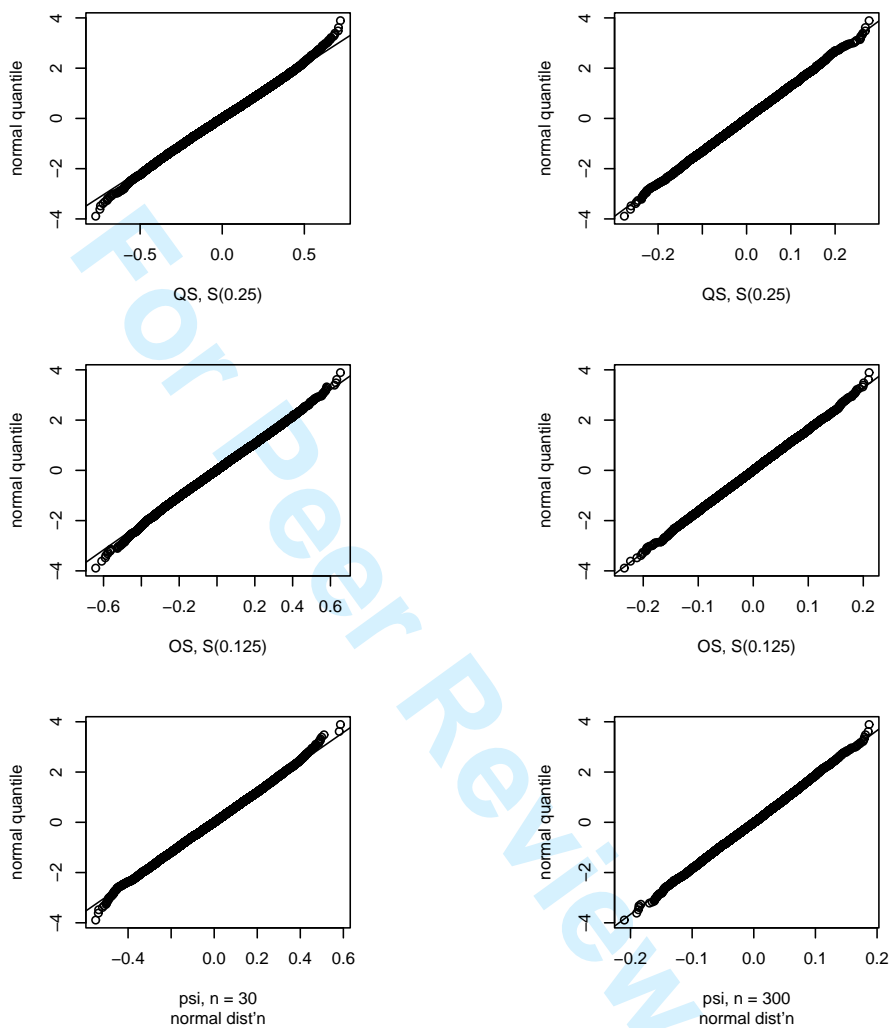 normal quantile
4
2
0
−2
−4
−0.5 0.0 0.5
QS, S(0.25)
normal quantile
4
2
0
−2
−4
−0.2 0.0 0.1 0.2
QS, S(0.25)
normal quantile
4
2
0
−2
−4
−0.6 −0.2 0.2 0.4 0.6
OS, S(0.125)
normal quantile
4
2
0
−2
−4
−0.2 −0.1 0.0 0.1 0.2
OS, S(0.125)
normal quantile
4
2
0
−2
−4
−0.4 0.0 0.2 0.4 0.6
psi, n = 30
normal dist'n
normal quantile
4
2
0
−2
−4
−0.2 −0.1 0.0 0.1 0.2
psi, n = 300
normal dist'n
For Peer Review